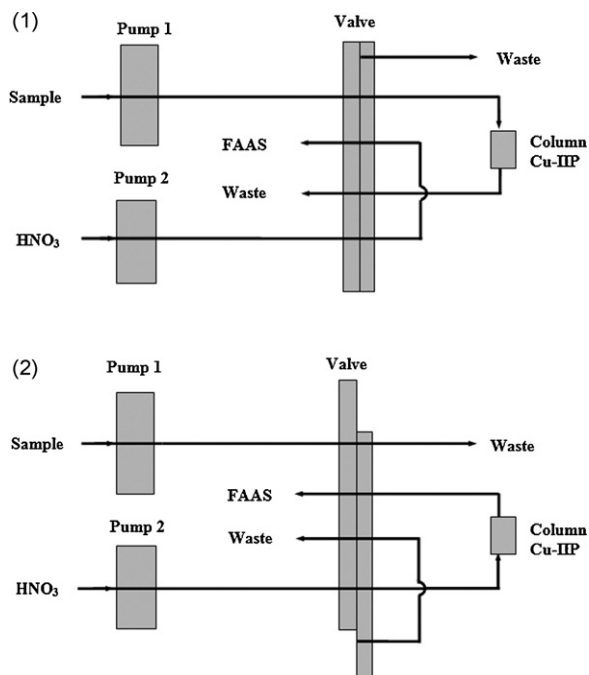 (1)
Pump 1
Valve
Waste
Sample
FAAS
Column
Cu-IIP
Pump 2
Waste
HNO₃
(2)
Pump 1
Valve
Sample
Waste
FAAS
Pump 2
Waste
Column
Cu-IIP
HNO₃